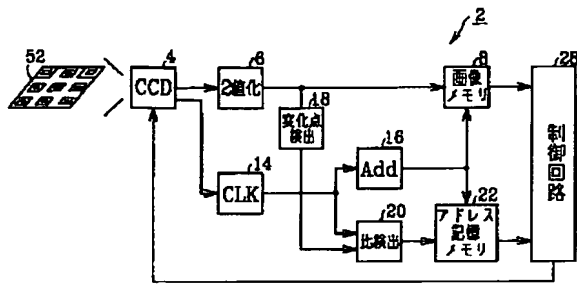 2
52
4
CCD
6
2値化
8
画像
メモリ
28
制御回路
18
変化点
検出
14
CLK
16
Add
20
比検出
22
アドレス
記憶
メモリ